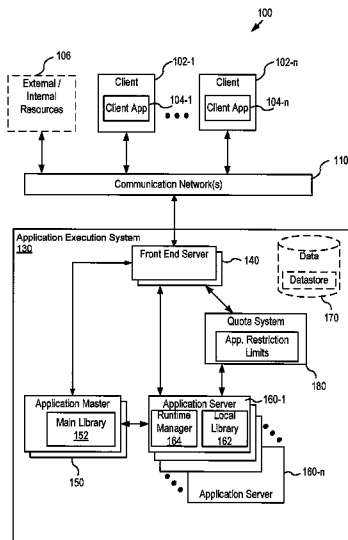 100
106
External /
Internal
Resources
102-1
Client
Client App
104-1
102-n
Client
Client App
104-n
110
Communication Network(s)
Application Execution System
130
Front End Server
140
Data
Datastore
170
Quota System
App. Restriction
Limits
180
Application Master
Main Library
152
150
160-1
Application Server
Runtime
Manager
164
Local
Library
162
Application Server
160-n